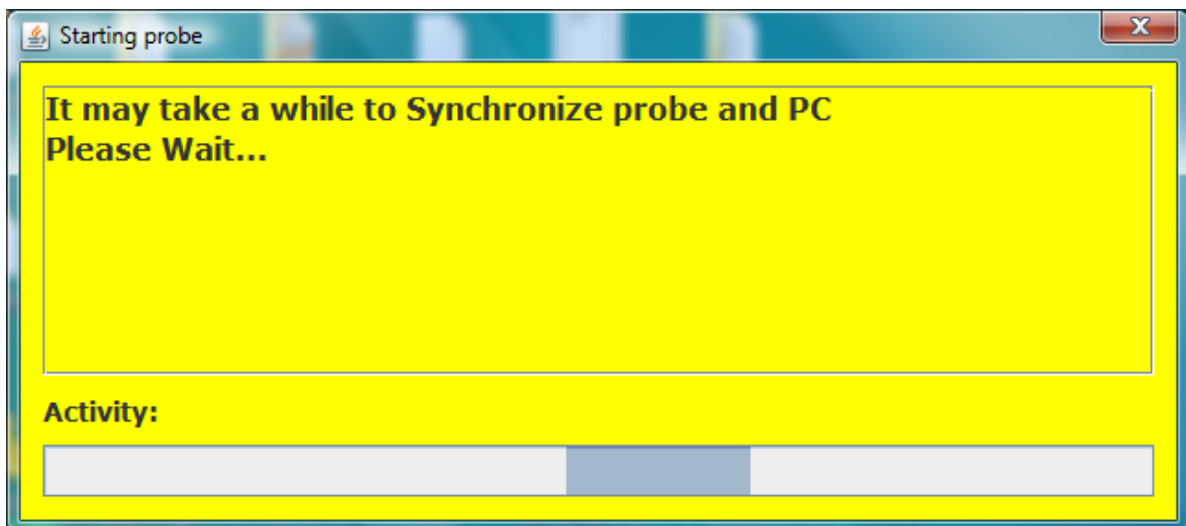 Starting probe
It may take a while to Synchronize probe and PC
Please Wait...
Activity: